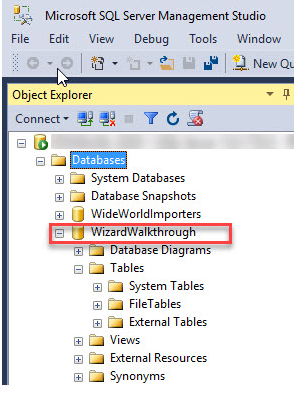 Microsoft SQL Server Management Studio
File Edit View Debug Tools Window
New Qu
Object Explorer
Connect
Databases
System Databases
Database Snapshots
WideWorldImporters
WizardWalkthrough
Database Diagrams
Tables
System Tables
FileTables
External Tables
Views
External Resources
Synonyms